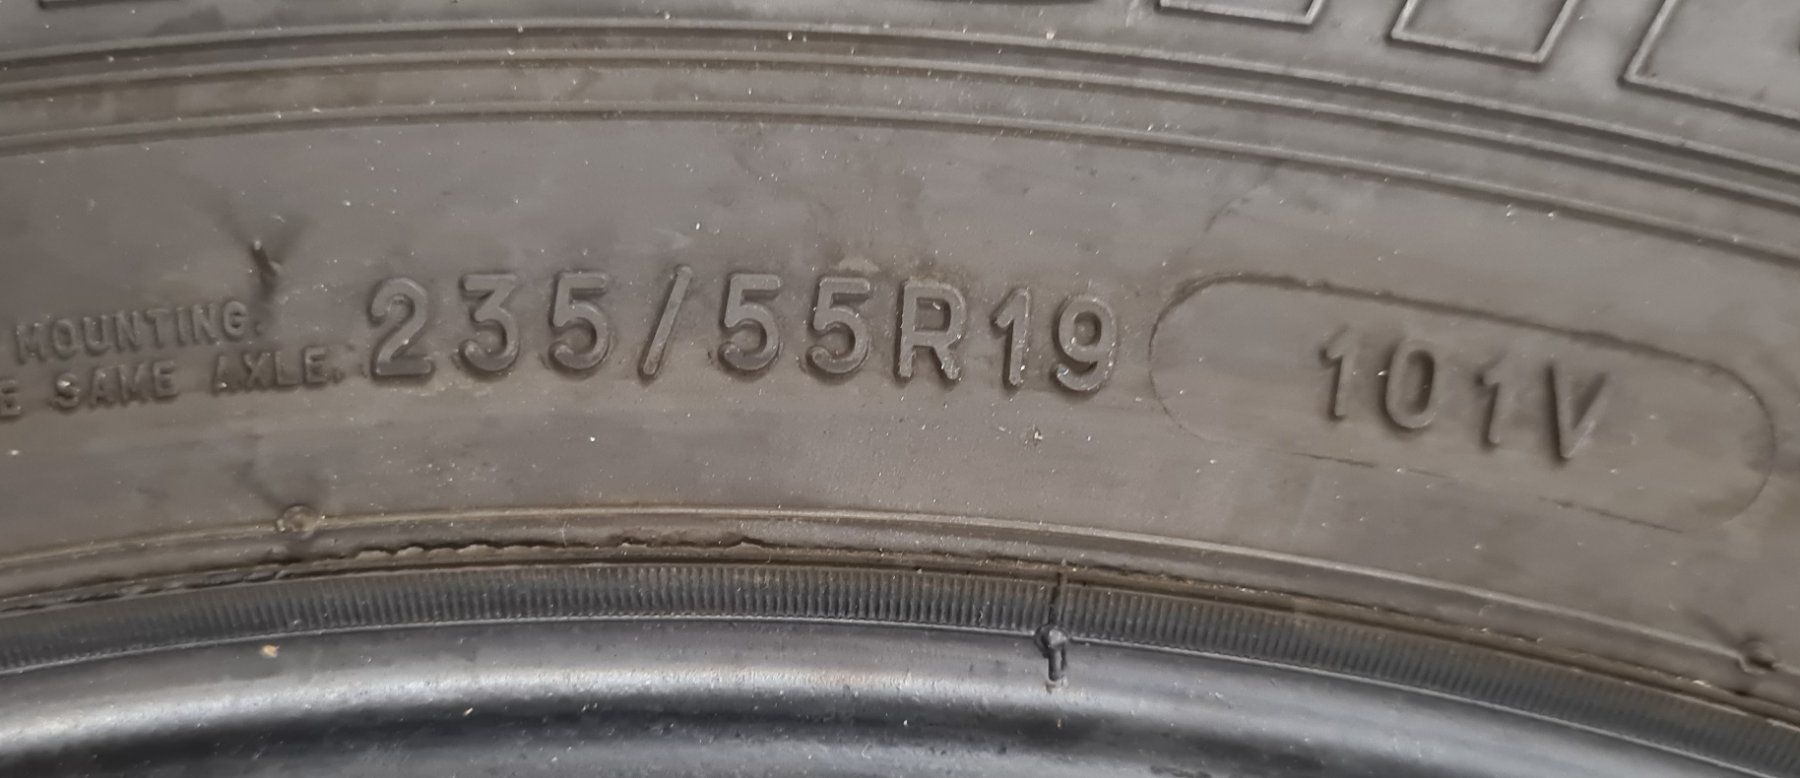 MOUNTING.
SAME AXLE.
235/55R19 101V